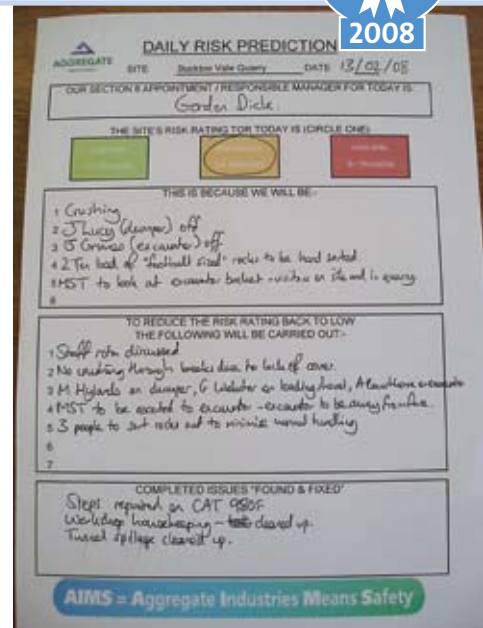 2008
DAILY RISK PREDICTION
AGGREGATE
SITE Buckton Vale Quarry DATE 13/02/08
OUR SECTION 8 APPOINTMENT / RESPONSIBLE MANAGER FOR TODAY IS
Gordon Dick.
THE SITE'S RISK RATING FOR TODAY IS (CIRCLE ONE)
THIS IS BECAUSE WE WILL BE:-
1 Crushing
2 J Lucy (dumper) off
3 (excavator) off
4 2 Ton load of "football sized" rocks to be hand sorted.
5 MST to look at excavator bucket - visitor on site and in quarry
6
TO REDUCE THE RISK RATING BACK TO LOW
THE FOLLOWING WILL BE CARRIED OUT:-
1 Staff rota discussed
2 No crushing through breaks due to lack of cover.
3 M Hylands on dumper, G Webster on loading shovel, A
4 MST to be escorted to excavator - excavator to be away from face
5 3 people to sort rocks out to minimise manual handling
6
7
COMPLETED ISSUES "FOUND & FIXED"
Steps repaired on CAT 980F
Workshop housekeeping - cleared up.
Tunnel spillage cleared up.
AIMS = Aggregate Industries Means Safety